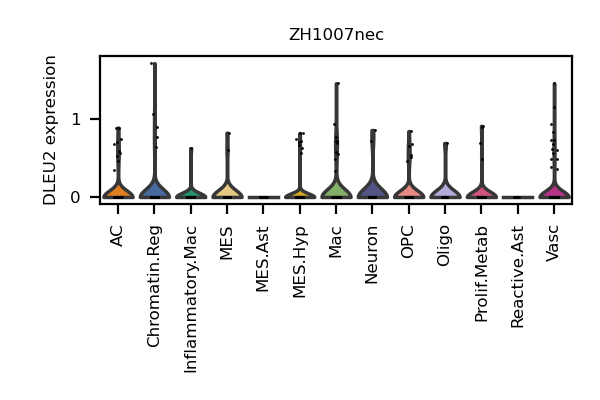 ZH1007nec
DLEU2 expression
1
0
AC
Chromatin.Reg
Inflammatory.Mac
MES
MES.Ast
MES.Hyp
Mac
Neuron
OPC
Oligo
Prolif.Metab
Reactive.Ast
Vasc